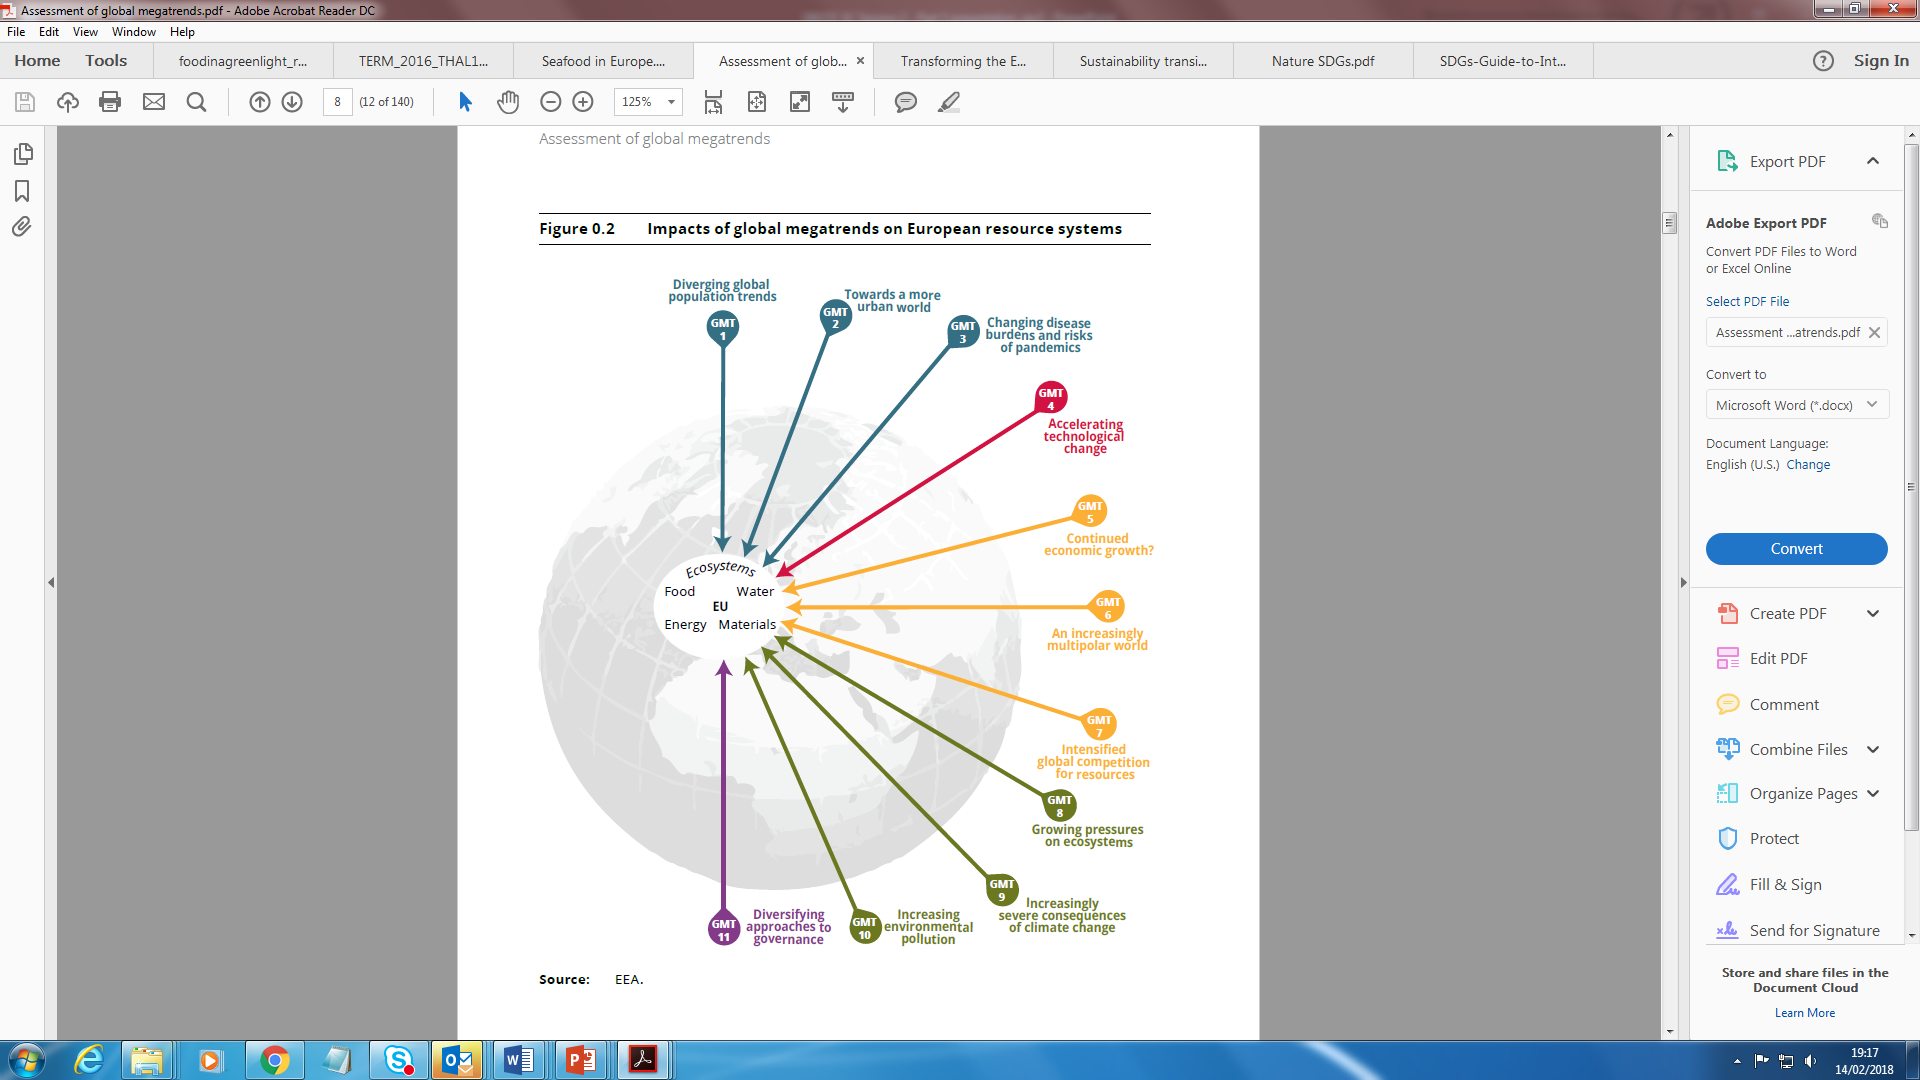 Assessment of global megatrends.pdf - Adobe Acrobat Reader DC
File Edit View Window Help
Home Tools foodinagreenlight_r... TERM_2016_THAL1... Seafood in Europe.... Assessment of glob... Transforming the E... Sustainability transi... Nature SDGs.pdf SDGs-Guide-to-Int... Sign In
8 (12 of 140) 125%
Assessment of global megatrends
Figure 0.2 Impacts of global megatrends on European resource systems
Diverging global
population trends
GMT
1
Towards a more
urban world
GMT
2
Changing disease
burdens and risks
of pandemics
GMT
3
GMT
4
Accelerating
technological
change
GMT
5
Continued
economic growth?
GMT
6
An increasingly
multipolar world
GMT
7
Intensified
global competition
for resources
GMT
8
Growing pressures
on ecosystems
GMT
9
Increasingly
severe consequences
of climate change
GMT
10
Increasing
environmental
pollution
GMT
11
Diversifying
approaches to
governance
Ecosystems
Food Water
EU
Energy Materials
Source: EEA.
Export PDF
Adobe Export PDF
Convert PDF Files to Word
or Excel Online
Select PDF File
Assessment ...atrends.pdf
Convert to
Microsoft Word (*.docx)
Document Language:
English (U.S.) Change
Convert
Create PDF
Edit PDF
Comment
Combine Files
Organize Pages
Protect
Fill & Sign
Send for Signature
Store and share files in the
Document Cloud
Learn More
19:17
14/02/2018